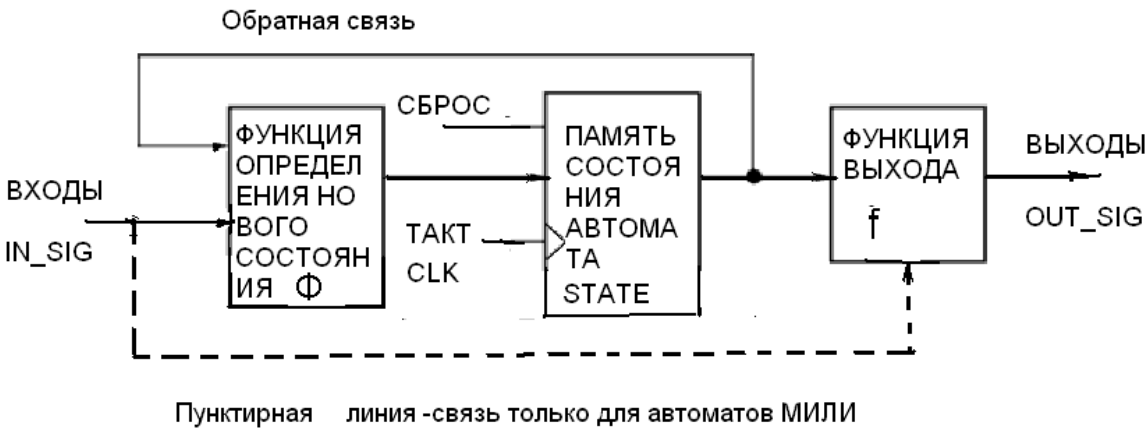 Обратная связь
ВХОДЫ
IN_SIG
ФУНКЦИЯ
ОПРЕДЕЛ
ЕНИЯ НО
ВОГО
СОСТОЯН
ИЯ Ф
СБРОС
ТАКТ
CLK
ПАМЯТЬ
СОСТОЯ
НИЯ
АВТОМА
ТА
STATE
ФУНКЦИЯ
ВЫХОДА
f
ВЫХОДЫ
OUT_SIG
Пунктирная линия -связь только для автоматов МИЛИ